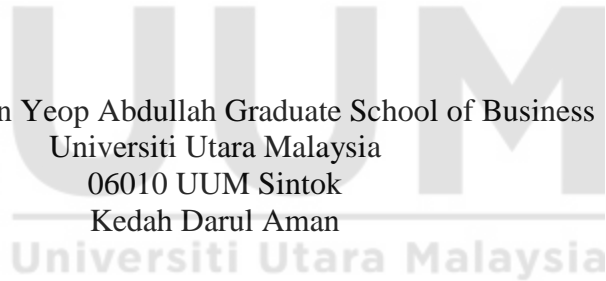 UUM
n Yeop Abdullah Graduate School of Business
Universiti Utara Malaysia
06010 UUM Sintok
Kedah Darul Aman
Universiti Utara Malaysia